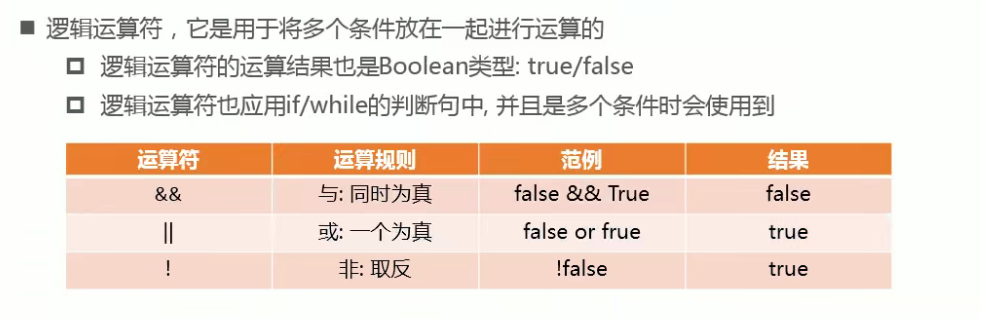 逻辑运算符，它是用于将多个条件放在一起进行运算的
逻辑运算符的运算结果也是Boolean类型: true/false
逻辑运算符也应用if/while的判断句中, 并且是多个条件时会使用到
运算符 运算规则 范例 结果
&& 与: 同时为真 false && True false
|| 或: 一个为真 false or frue true
! 非: 取反 !false true